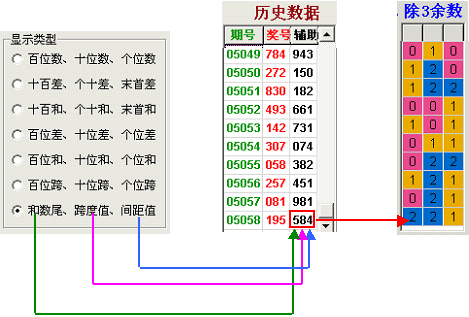 显示类型
百位数、十位数、个位数
十百差、个十差、末首差
十百和、个十和、末首和
百位差、十位差、个位差
百位和、十位和、个位和
百位跨、十位跨、个位跨
和数尾、跨度值、间距值
历史数据
期号 奖号 辅助
05049 784 943
05050 272 150
05051 830 182
05052 493 661
05053 142 731
05054 307 074
05055 058 382
05056 257 451
05057 081 981
05058 195 584
除3余数
0 1 0
1 2 0
1 2 2
0 0 1
1 0 1
0 1 1
0 2 2
1 2 1
0 2 1
2 2 1